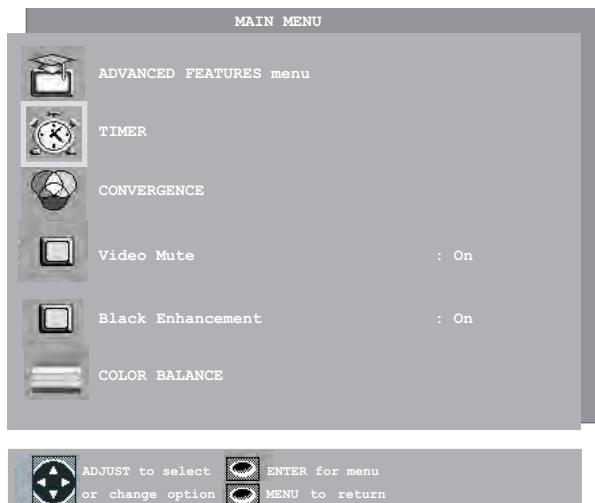 MAIN MENU
ADVANCED FEATURES menu
TIMER
CONVERGENCE
Video Mute : On
Black Enhancement : On
COLOR BALANCE
ADJUST to select ENTER for menu
or change option MENU to return